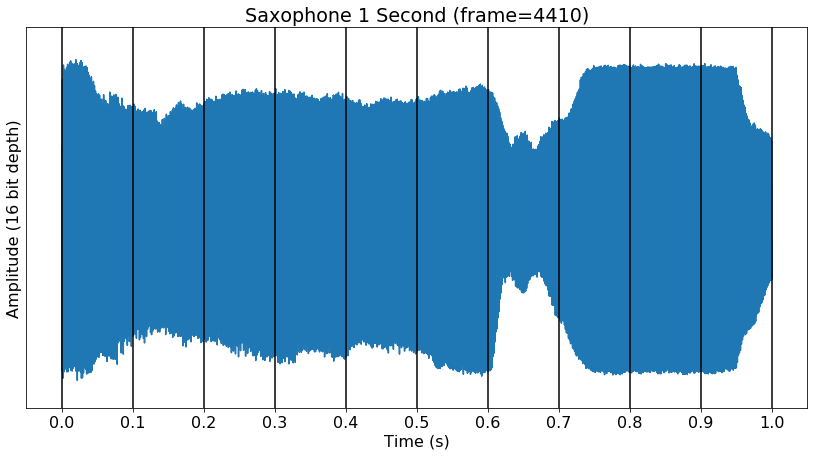 Saxophone 1 Second (frame=4410)
Amplitude (16 bit depth)
0.0 0.1 0.2 0.3 0.4 0.5 0.6 0.7 0.8 0.9 1.0
Time (s)